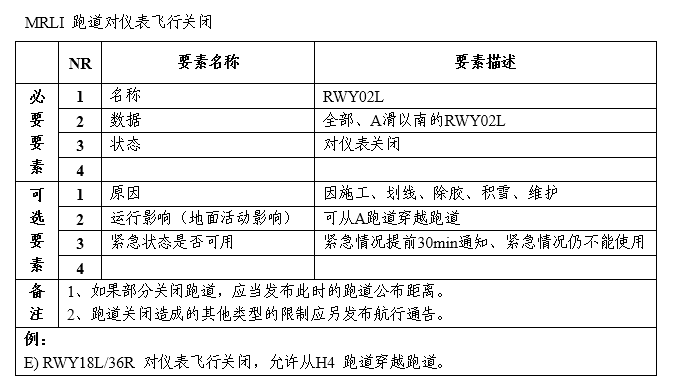 MRLI 跑道对仪表飞行关闭
NR 要素名称 要素描述
必要要素
1 名称 RWY02L
2 数据 全部、A滑以南的RWY02L
3 状态 对仪表关闭
4
可选要素
1 原因 因施工、划线、除胶、积雪、维护
2 运行影响（地面活动影响） 可从A跑道穿越跑道
3 紧急状态是否可用 紧急情况提前30min通知、紧急情况仍不能使用
4
备注
1、如果部分关闭跑道，应当发布此时的跑道公布距离。
2、跑道关闭造成的其他类型的限制应另发布航行通告。
例：
E) RWY18L/36R 对仪表飞行关闭，允许从H4 跑道穿越跑道。